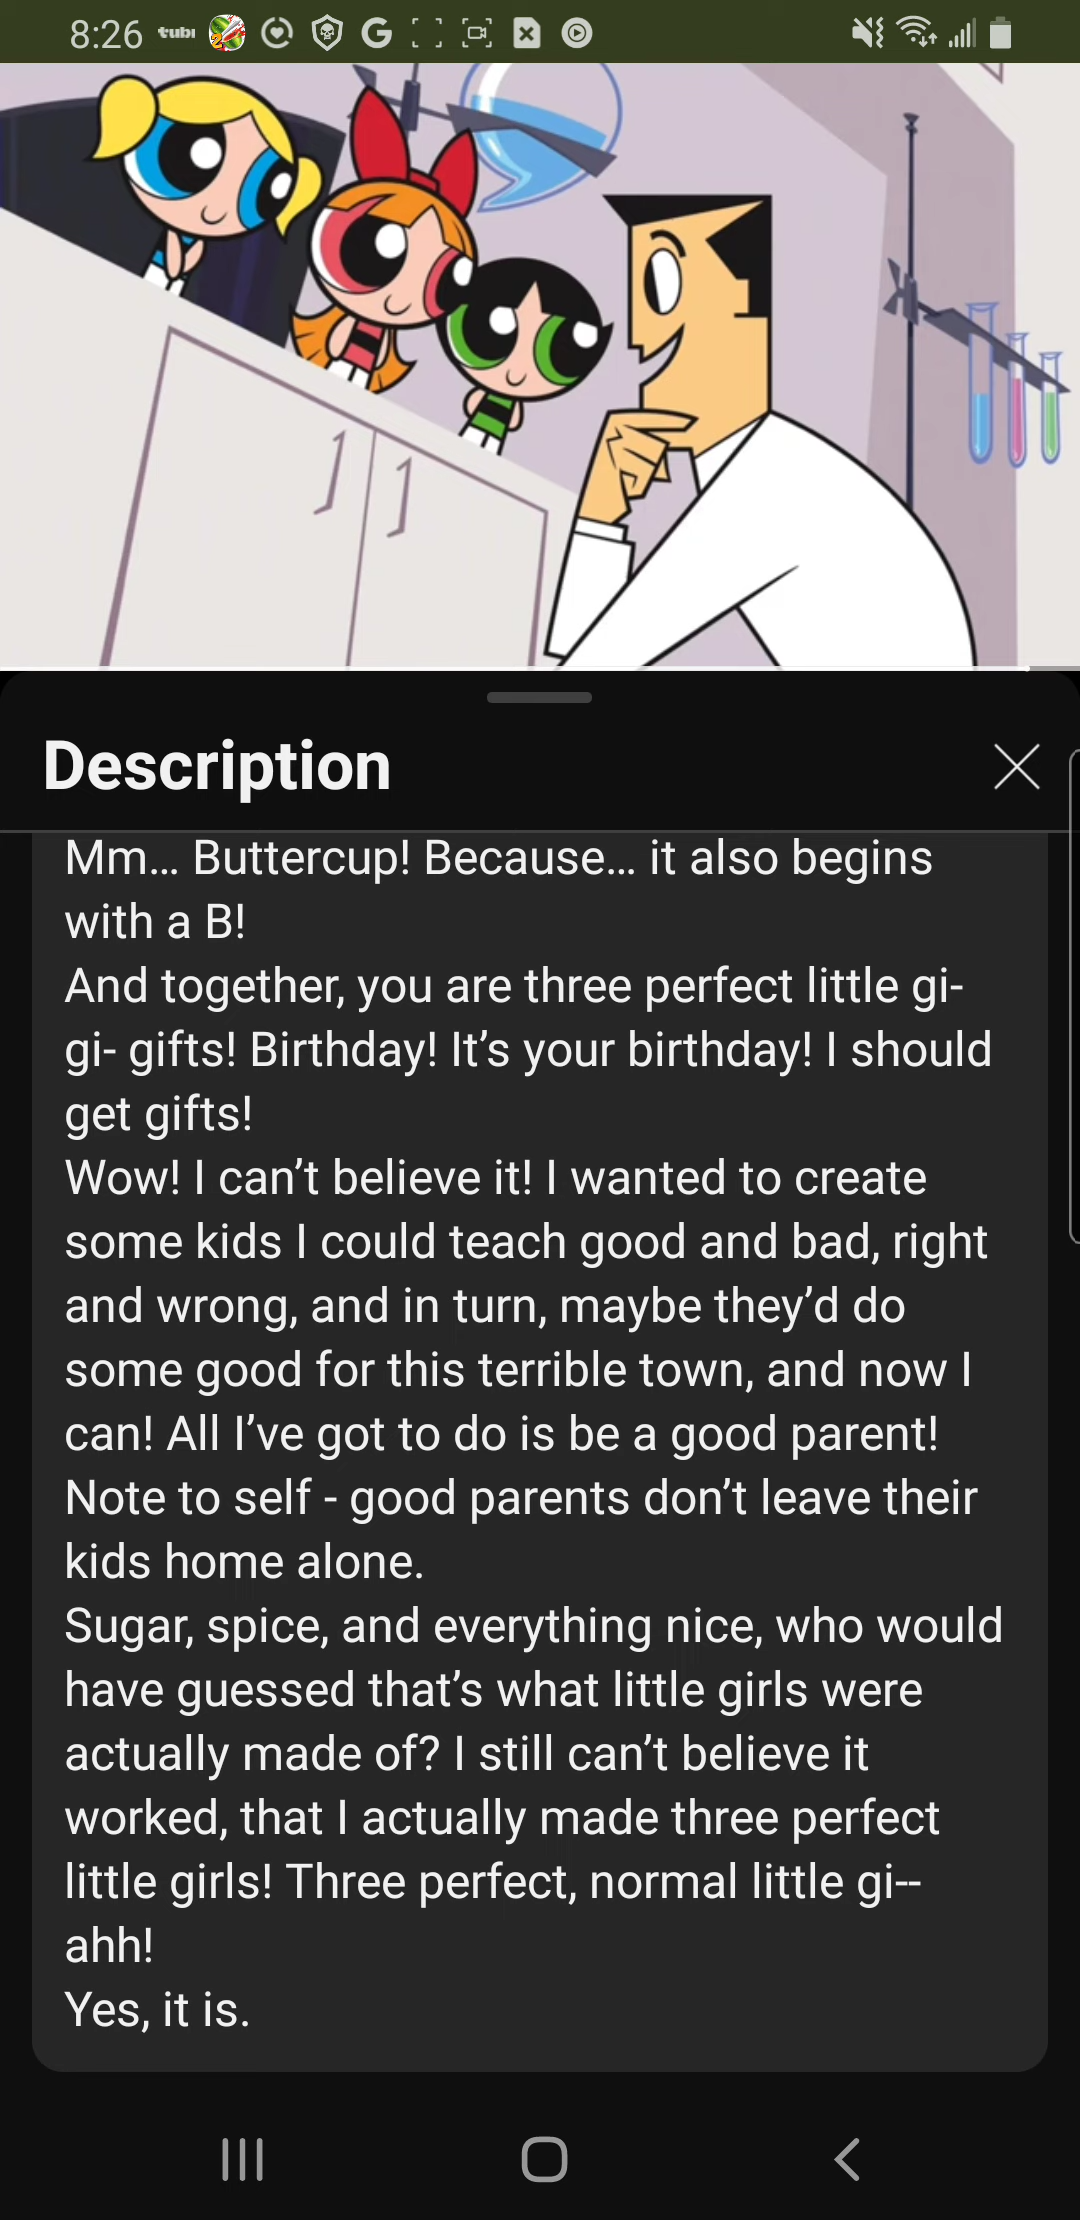 8:26 tubi 2 G
Description
Mm... Buttercup! Because... it also begins
with a B!
And together, you are three perfect little gi-
gi- gifts! Birthday! It’s your birthday! I should
get gifts!
Wow! I can’t believe it! I wanted to create
some kids I could teach good and bad, right
and wrong, and in turn, maybe they’d do
some good for this terrible town, and now I
can! All I’ve got to do is be a good parent!
Note to self - good parents don’t leave their
kids home alone.
Sugar, spice, and everything nice, who would
have guessed that’s what little girls were
actually made of? I still can’t believe it
worked, that I actually made three perfect
little girls! Three perfect, normal little gi--
ahh!
Yes, it is.